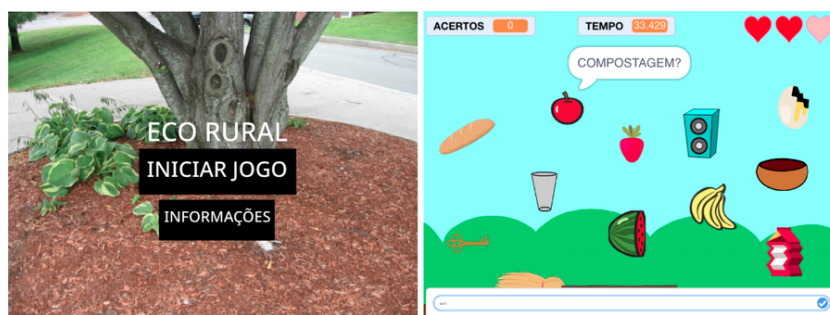 ECO RURAL
INICIAR JOGO
INFORMAÇÕES
ACERTOS 0
TEMPO 33.429
COMPOSTAGEM?